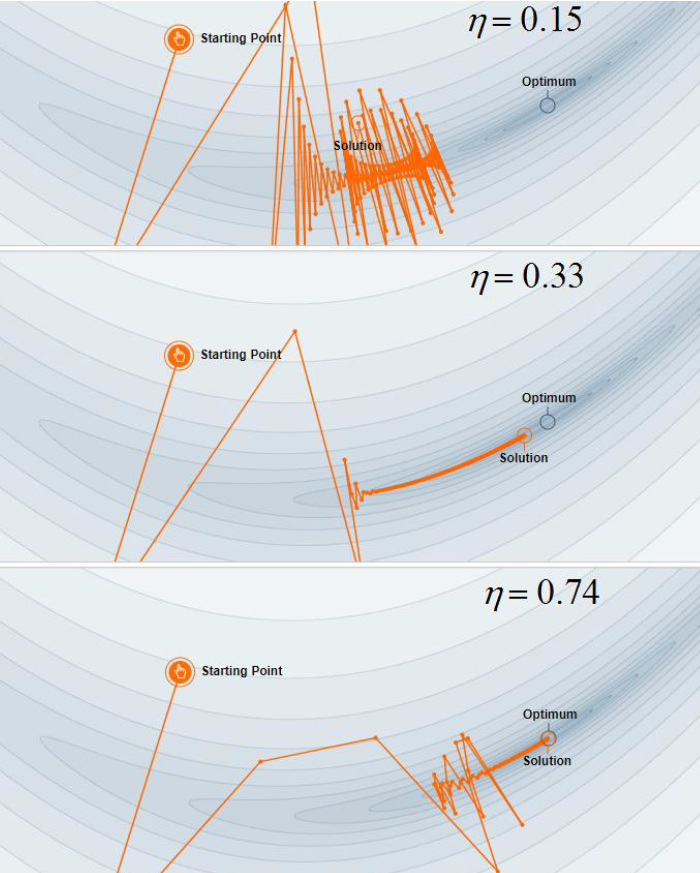 η = 0.15
Starting Point
Optimum
Solution
η = 0.33
Starting Point
Optimum
Solution
η = 0.74
Starting Point
Optimum
Solution